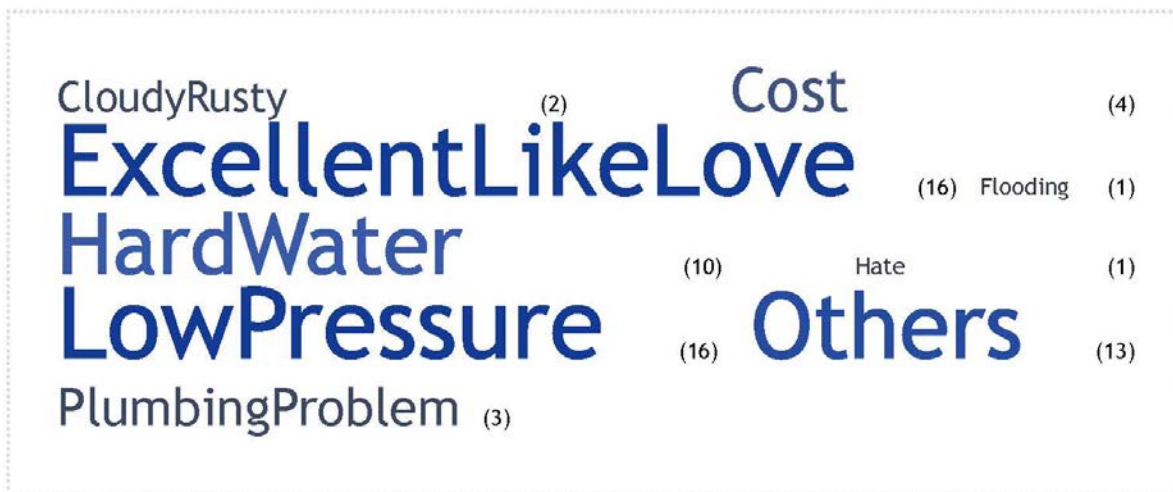 CloudyRusty (2) Cost (4)
ExcellentLikeLove (16) Flooding (1)
HardWater (10) Hate (1)
LowPressure (16) Others (13)
PlumbingProblem (3)